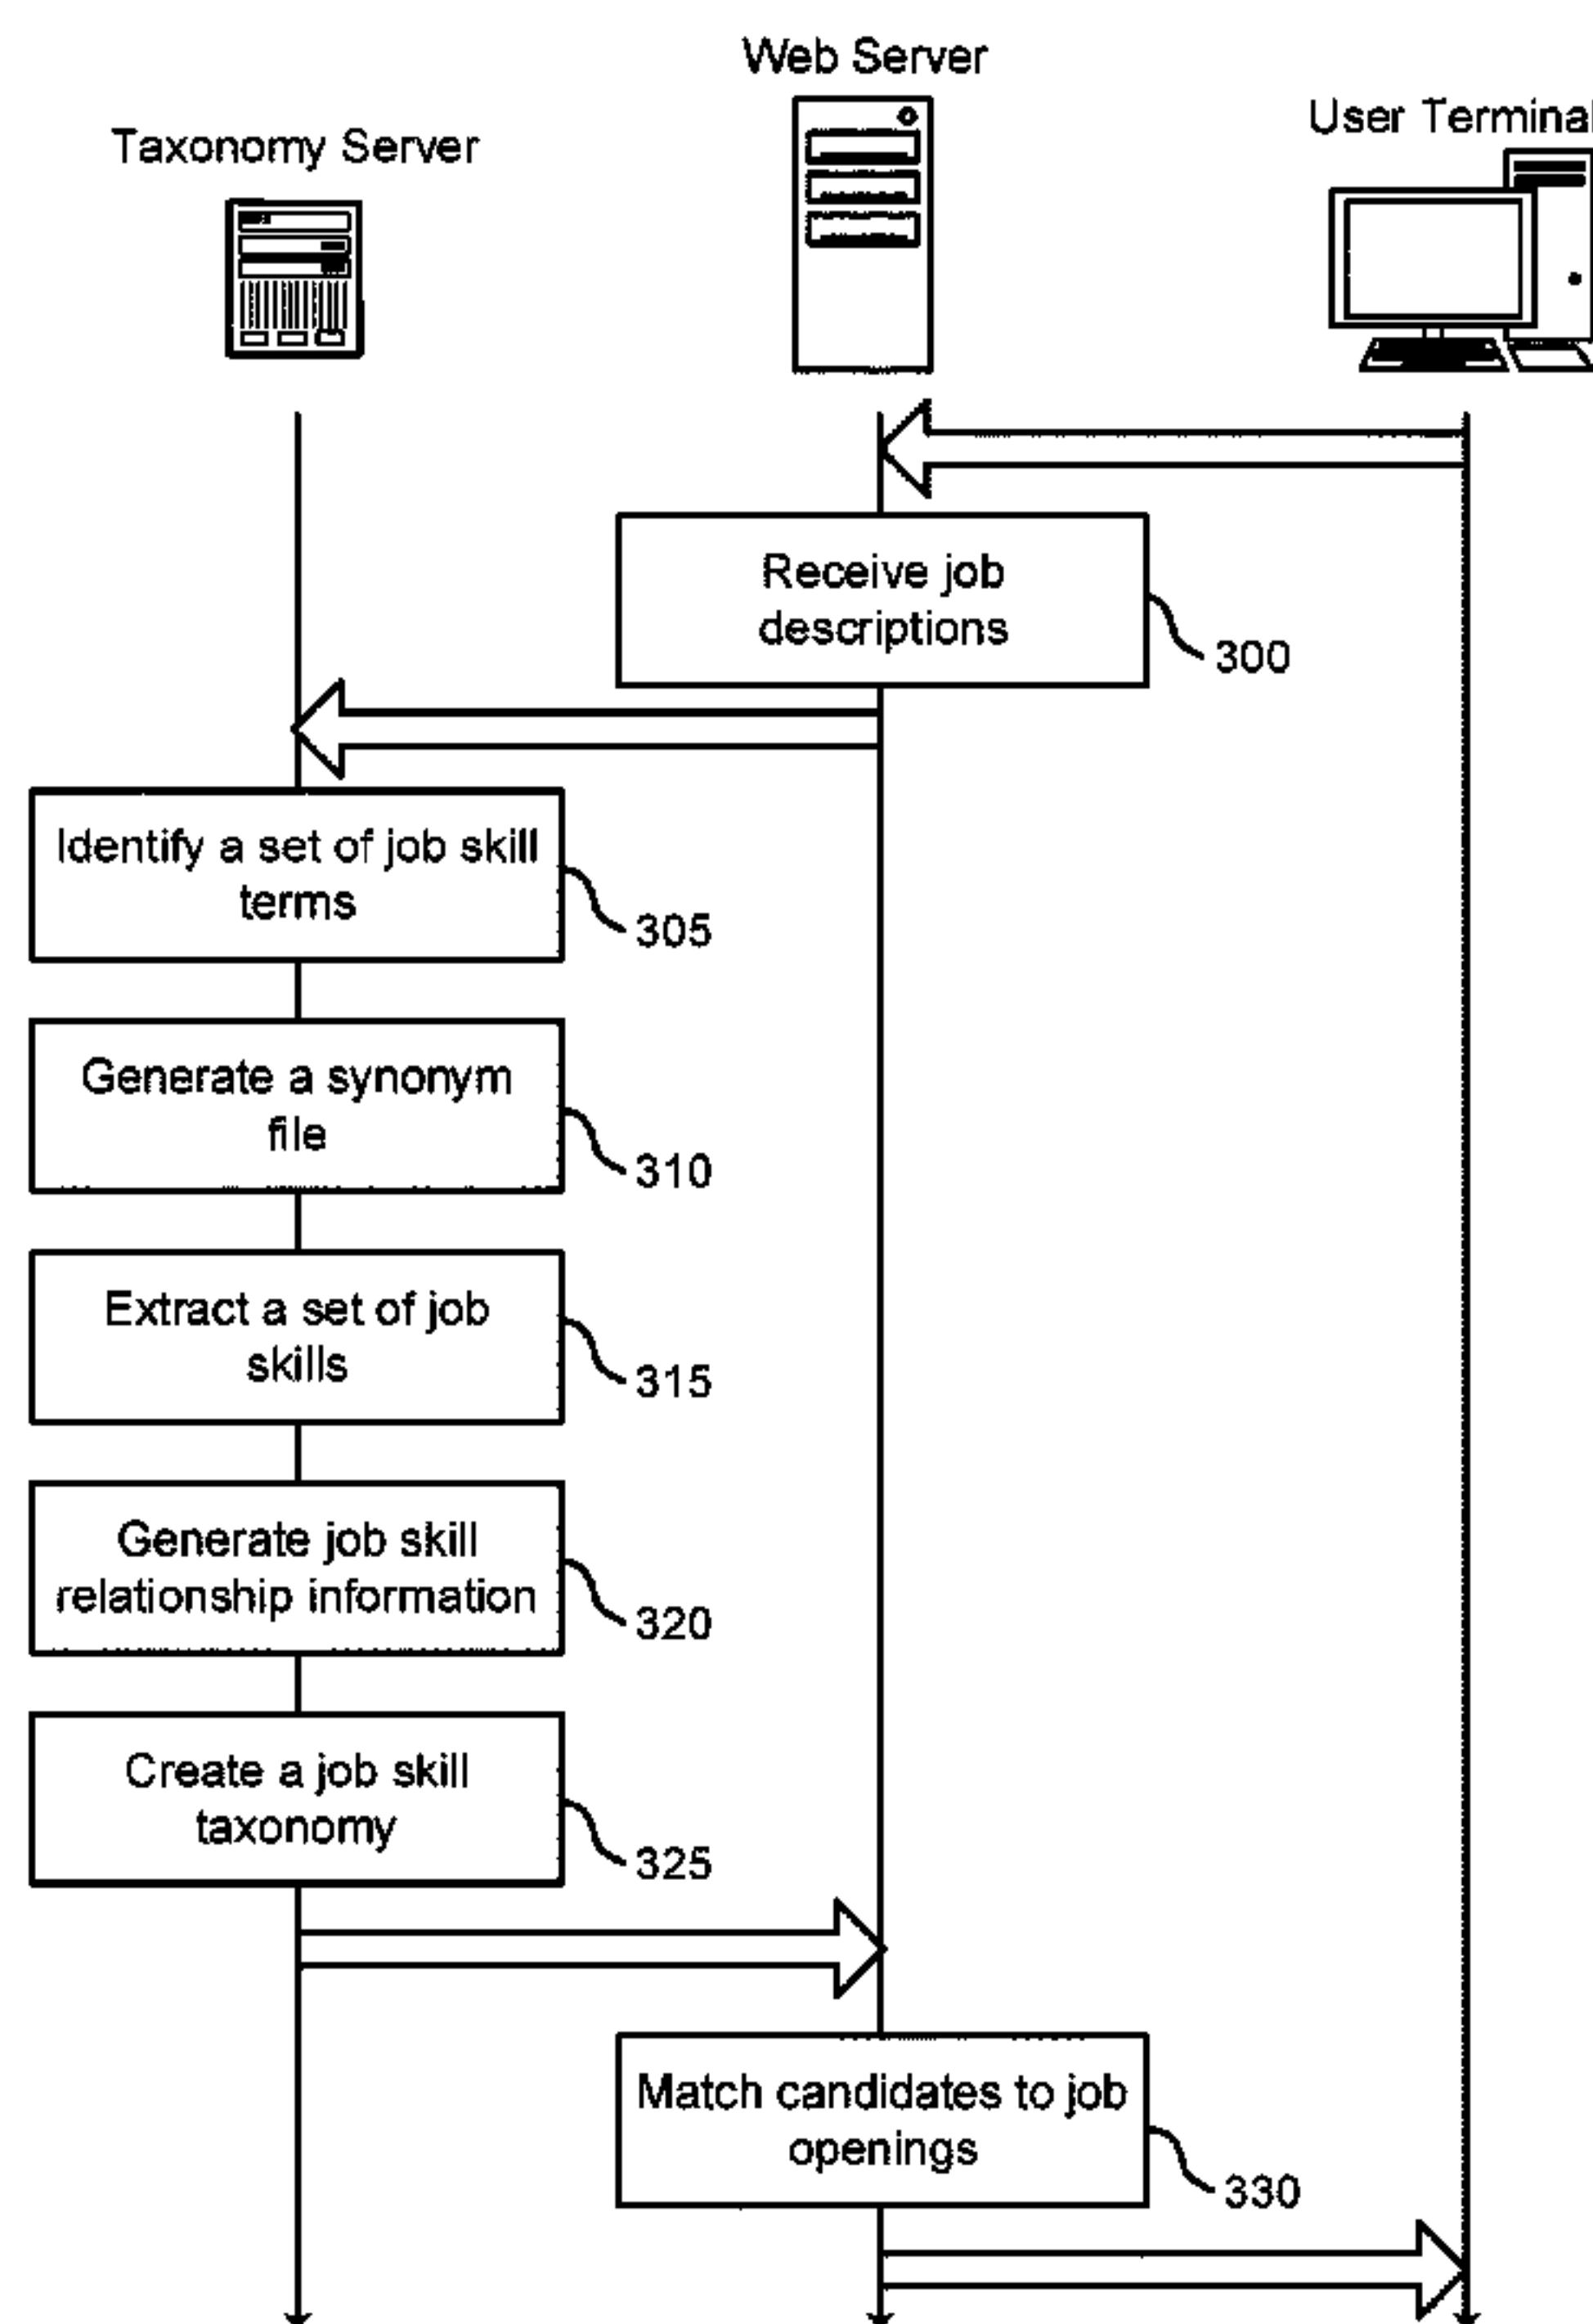 Web Server
Taxonomy Server
User Terminal
Receive job
descriptions
300
Identify a set of job skill
terms
305
Generate a synonym
file
310
Extract a set of job
skills
315
Generate job skill
relationship information
320
Create a job skill
taxonomy
325
Match candidates to job
openings
330